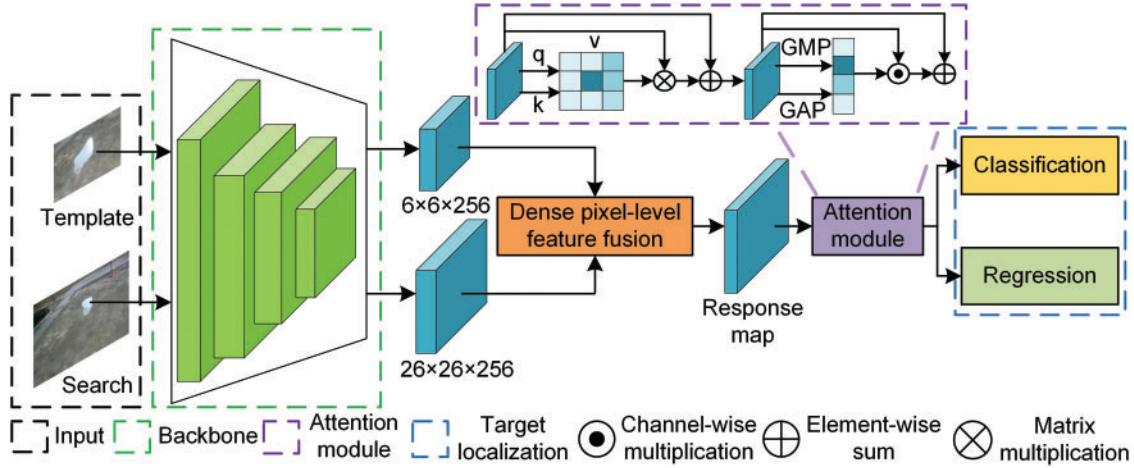 v
q
k
GMP
GAP
Template
Search
6×6×256
26×26×256
Dense pixel-level
feature fusion
Response
map
Attention
module
Classification
Regression
Input
Backbone
Attention
module
Target
localization
Channel-wise
multiplication
Element-wise
sum
Matrix
multiplication